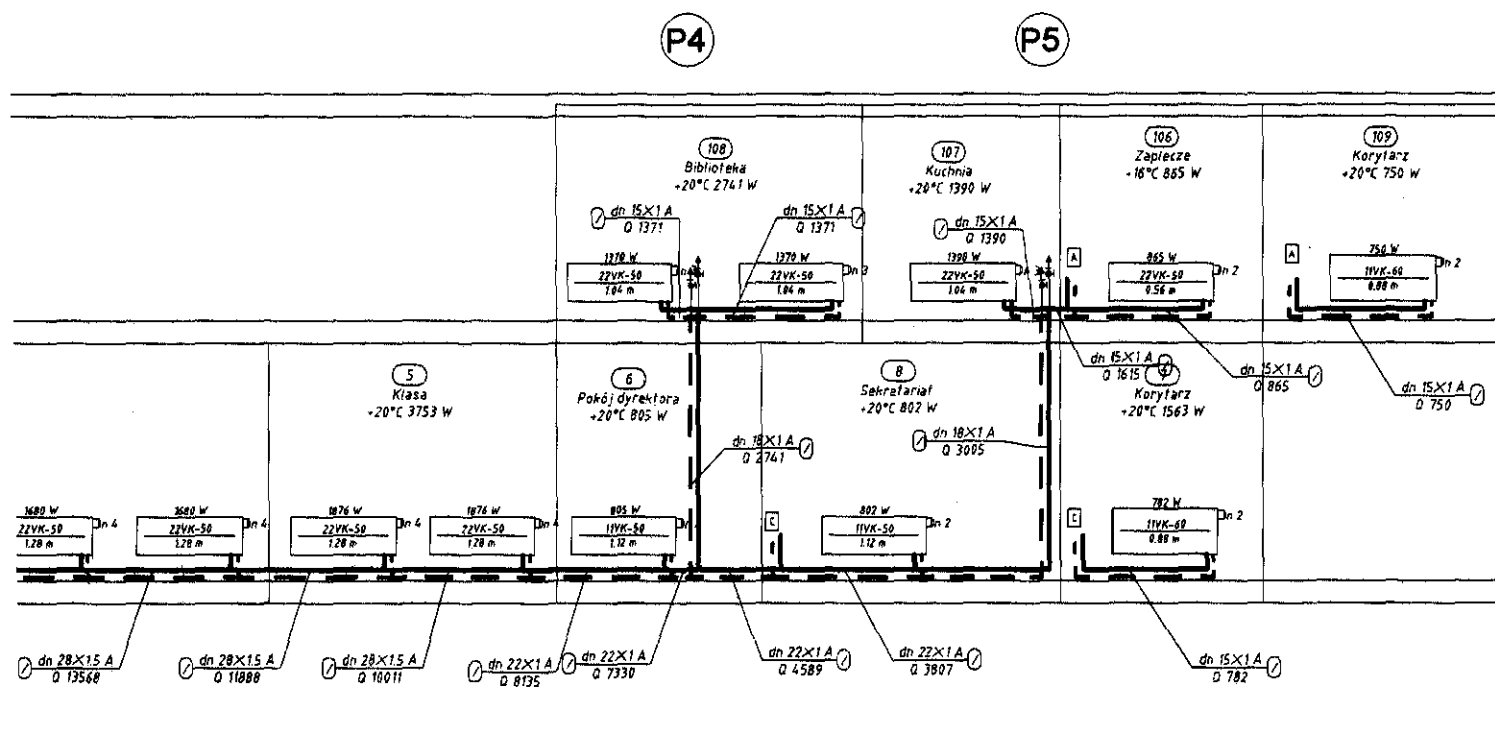 P4
P5
108
Biblioteka
+20°C 2741 W
107
Kuchnia
+20°C 1390 W
106
Zaplecze
+16°C 865 W
109
Korytarz
+20°C 750 W
dn 15X1 A
Q 1371
dn 15X1 A
Q 1371
dn 15X1 A
Q 1390
1370 W
22VK-50
1.04 m
1370 W
22VK-50
1.04 m
n 3
1390 W
22VK-50
1.04 m
A
865 W
22VK-50
0.56 m
n 2
A
750 W
11VK-60
0.88 m
n 2
dn 15X1 A
Q 1615
dn 15X1 A
Q 865
dn 15X1 A
Q 750
5
Klasa
+20°C 3753 W
6
Pokój dyrektora
+20°C 805 W
8
Sekretariat
+20°C 802 W
Korytarz
+20°C 1563 W
dn 18X1 A
Q 2741
dn 18X1 A
Q 3005
1680 W
22VK-50
1.28 m
n 4
1680 W
22VK-50
1.28 m
n 4
1876 W
22VK-50
1.28 m
n 4
1876 W
22VK-50
1.28 m
n 4
805 W
11VK-50
1.12 m
C
802 W
11VK-50
1.12 m
n 2
C
782 W
11VK-60
0.88 m
n 2
dn 28X1.5 A
Q 13568
dn 28X1.5 A
Q 11888
dn 28X1.5 A
Q 10011
dn 22X1 A
Q 8135
dn 22X1 A
Q 7330
dn 22X1 A
Q 4589
dn 22X1 A
Q 3807
dn 15X1 A
Q 782